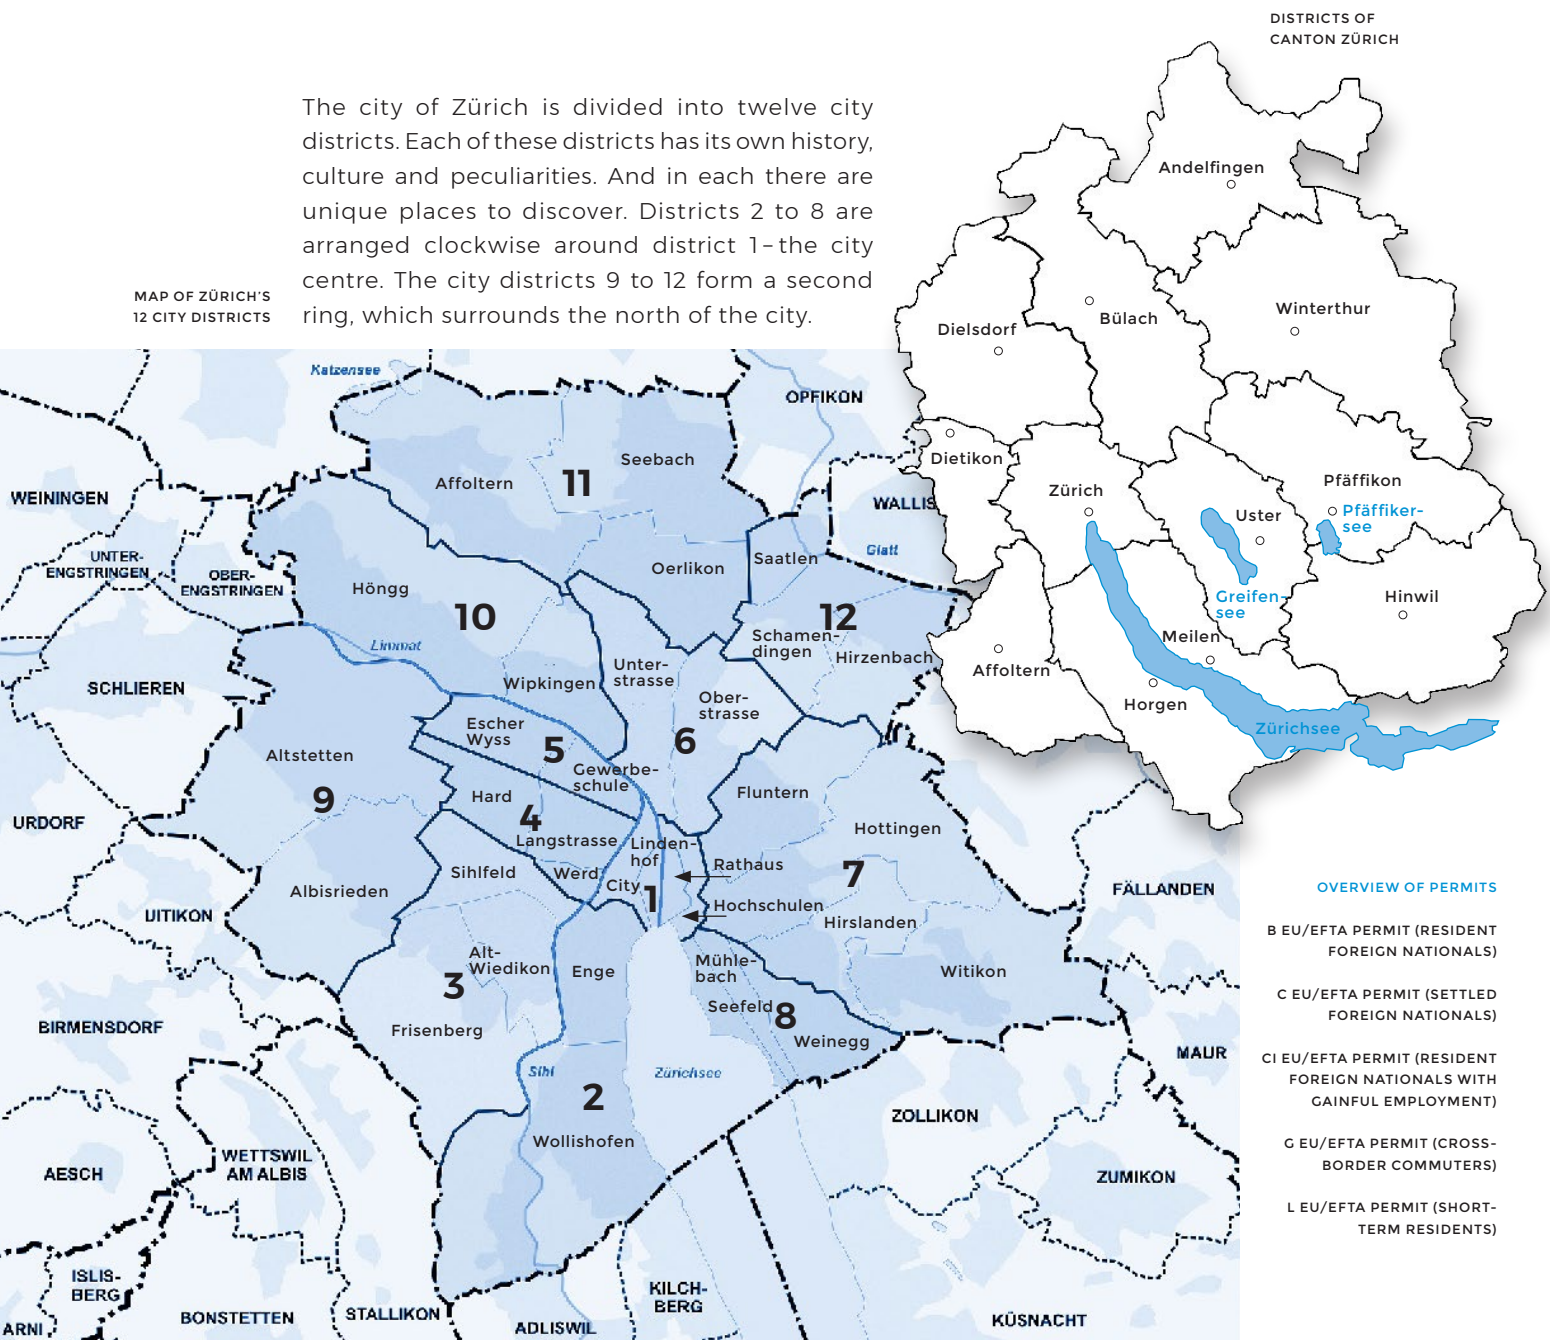 DISTRICTS OF
CANTON ZÜRICH
The city of Zürich is divided into twelve city
districts. Each of these districts has its own history,
culture and peculiarities. And in each there are
unique places to discover. Districts 2 to 8 are
arranged clockwise around district 1 – the city
centre. The city districts 9 to 12 form a second
ring, which surrounds the north of the city.
MAP OF ZÜRICH'S
12 CITY DISTRICTS
Andelfingen
Bülach
Winterthur
Dielsdorf
Dietikon
Zürich
Uster
Pfäffikon
Pfäffiker-
see
Greifen-
see
Hinwil
Meilen
Affoltern
Horgen
Zürichsee
Katzensee
OPFIKON
Seebach
Affoltern
11
WEININGEN
WALLIS
Glatt
UNTER-
ENGSTRINGEN
OBER-
ENGSTRINGEN
Saatlen
Oerlikon
Höngg
10
12
Schamen-
dingen
Hirzenbach
Limmat
Unter-
strasse
SCHLIEREN
Wipkingen
Ober-
strasse
Escher
Wyss
5
6
Altstetten
Gewerbe-
schule
9
Hard
4
Fluntern
URDORF
Langstrasse
Hottingen
Linden-
hof
Rathaus
Sihlfeld
Werd
City
1
7
Albisrieden
FÄLLANDEN
UITIKON
Hochschulen
Hirslanden
Alt-
Wiedikon
Enge
Mühle-
bach
Witikon
3
Seefeld
8
Frisenberg
Weinegg
BIRMENSDORF
MAUR
Sihl
Zürichsee
2
ZOLLIKON
Wollishofen
WETTSWIL
AM ALBIS
AESCH
ZUMIKON
ISLIS-
BERG
KILCH-
BERG
BONSTETTEN
STALLIKON
ADLISWIL
KÜSNACHT
ARNI
OVERVIEW OF PERMITS
B EU/EFTA PERMIT (RESIDENT
FOREIGN NATIONALS)
C EU/EFTA PERMIT (SETTLED
FOREIGN NATIONALS)
CI EU/EFTA PERMIT (RESIDENT
FOREIGN NATIONALS WITH
GAINFUL EMPLOYMENT)
G EU/EFTA PERMIT (CROSS-
BORDER COMMUTERS)
L EU/EFTA PERMIT (SHORT-
TERM RESIDENTS)